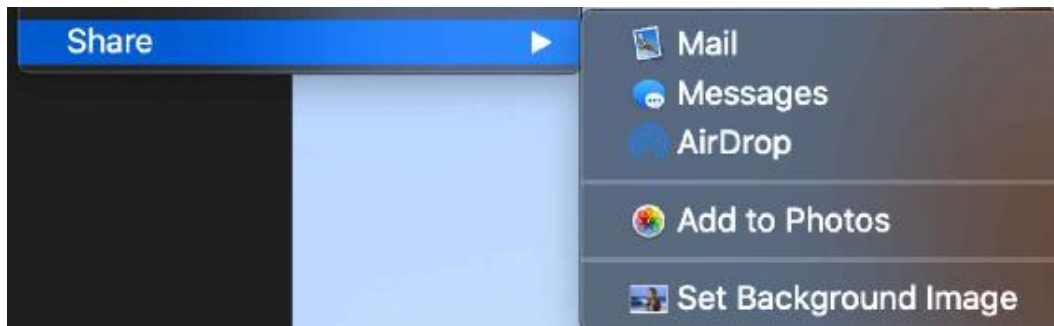 Share
Mail
Messages
AirDrop
Add to Photos
Set Background Image